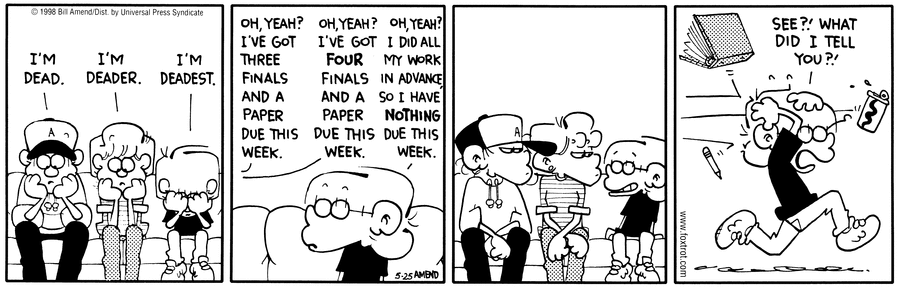 © 1998 Bill Amend/Dist. by Universal Press Syndicate
I'M
DEAD.
I'M
DEADER.
I'M
DEADEST.
OH, YEAH?
I'VE GOT
THREE
FINALS
AND A
PAPER
DUE THIS
WEEK.
OH, YEAH?
I'VE GOT
FOUR
FINALS
AND A
PAPER
DUE THIS
WEEK.
OH, YEAH?
I DID ALL
MY WORK
IN ADVANCE,
SO I HAVE
NOTHING
DUE THIS
WEEK.
5-25 AMEND
A
SEE?! WHAT
DID I TELL
YOU?!
www.foxtrot.com